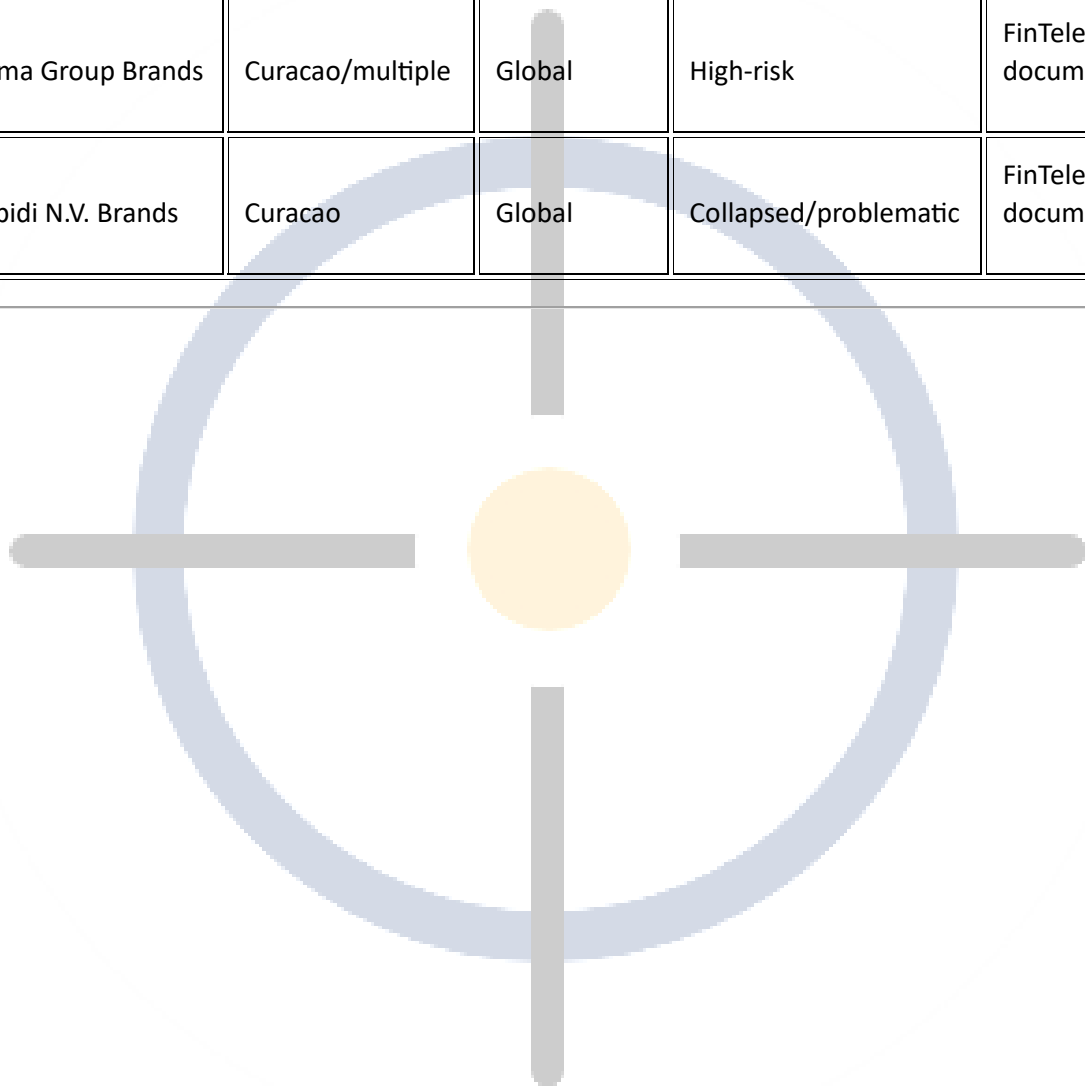 FinTele
ma Group Brands Curacao/multiple Global High-risk docum
FinTele
bidi N.V. Brands Curacao Global Collapsed/problematic docum